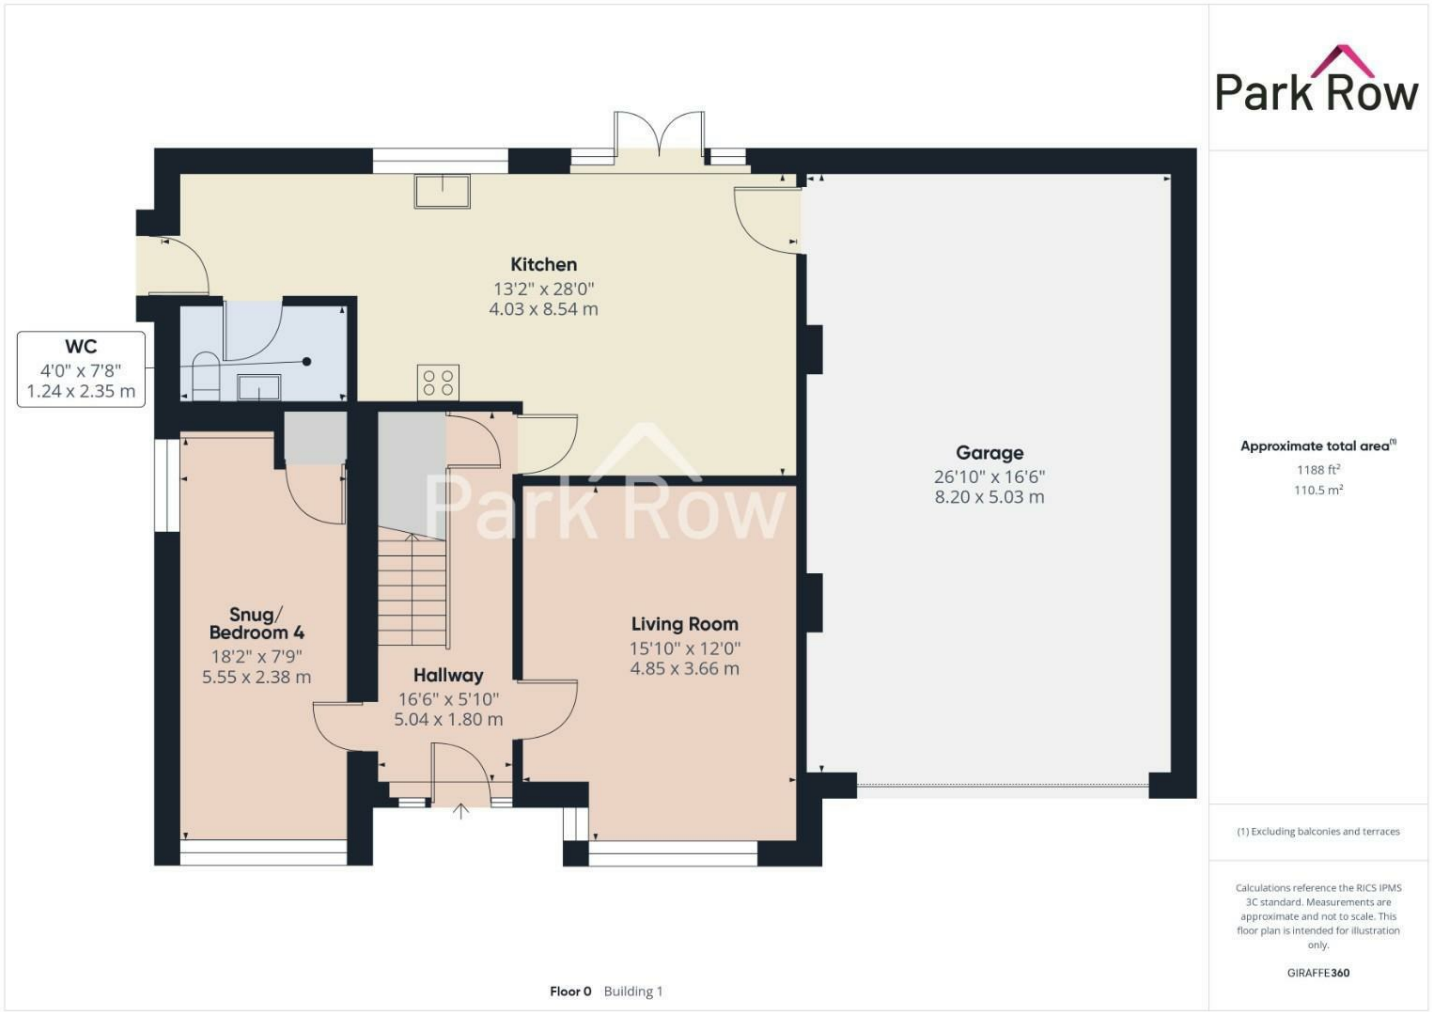 Park Row
Kitchen
13'2" x 28'0"
4.03 x 8.54 m
WC
4'0" x 7'8"
1.24 x 2.35 m
Garage
26'10" x 16'6"
8.20 x 5.03 m
Park Row
Snug/
Bedroom 4
18'2" x 7'9"
5.55 x 2.38 m
Living Room
15'10" x 12'0"
4.85 x 3.66 m
Hallway
16'6" x 5'10"
5.04 x 1.80 m
Approximate total area⁽¹⁾
1188 ft²
110.5 m²
(1) Excluding balconies and terraces
Calculations reference the RICS IPMS
3C standard. Measurements are
approximate and not to scale. This
floor plan is intended for illustration
only.
GIRAFFE360
Floor 0 Building 1